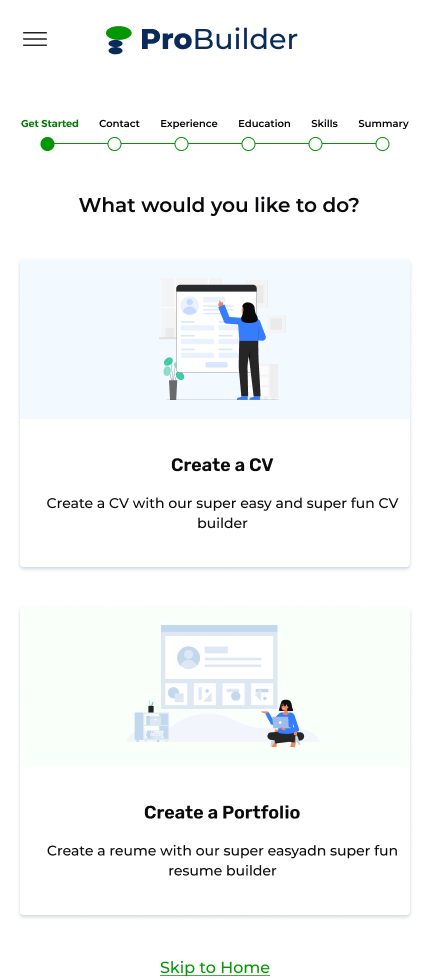 ProBuilder
Get Started Contact Experience Education Skills Summary
What would you like to do?
Create a CV
Create a CV with our super easy and super fun CV
builder
Create a Portfolio
Create a reume with our super easyadn super fun
resume builder
Skip to Home